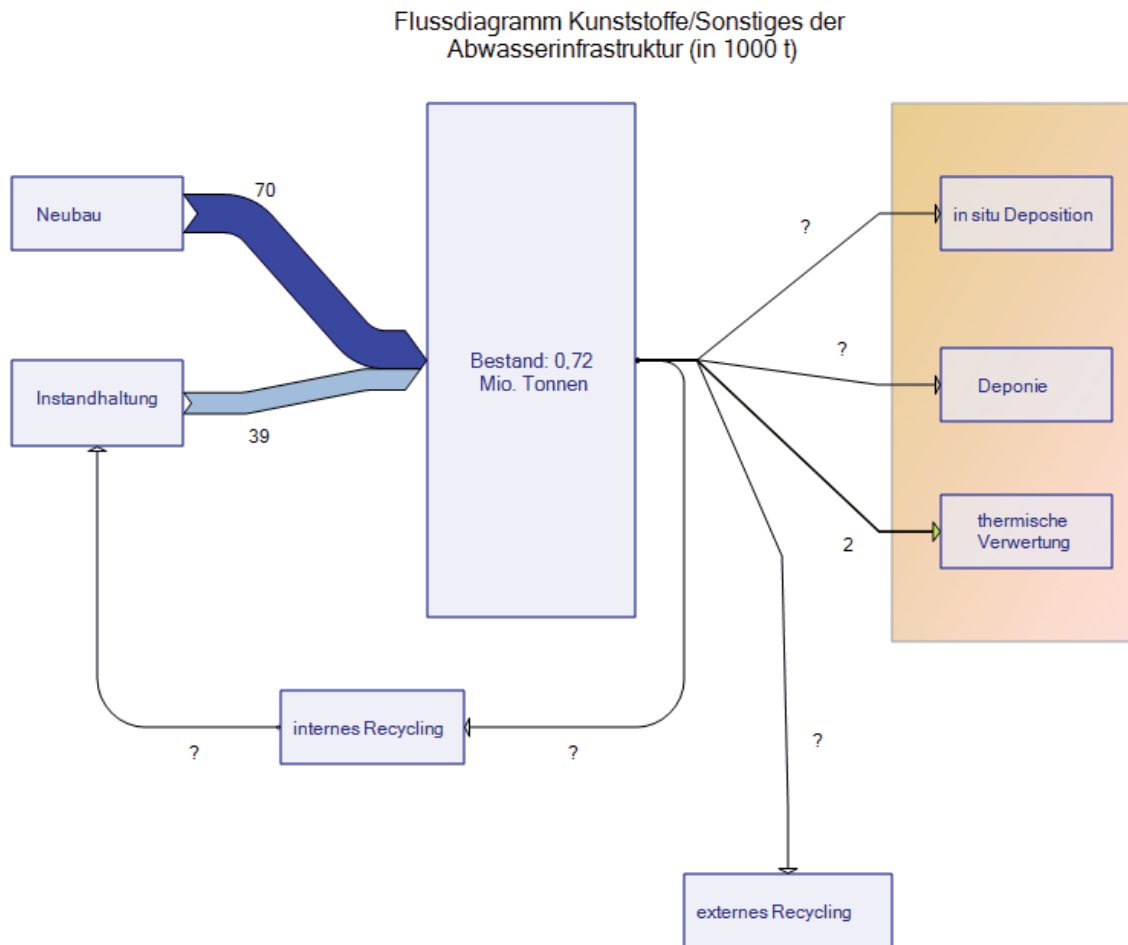 Flussdiagramm Kunststoffe/Sonstiges der
Abwasserinfrastruktur (in 1000 t)
70
Neubau
in situ Deposition
?
Bestand: 0,72
Mio. Tonnen
?
Instandhaltung
Deponie
39
thermische
Verwertung
2
internes Recycling
?
?
?
externes Recycling